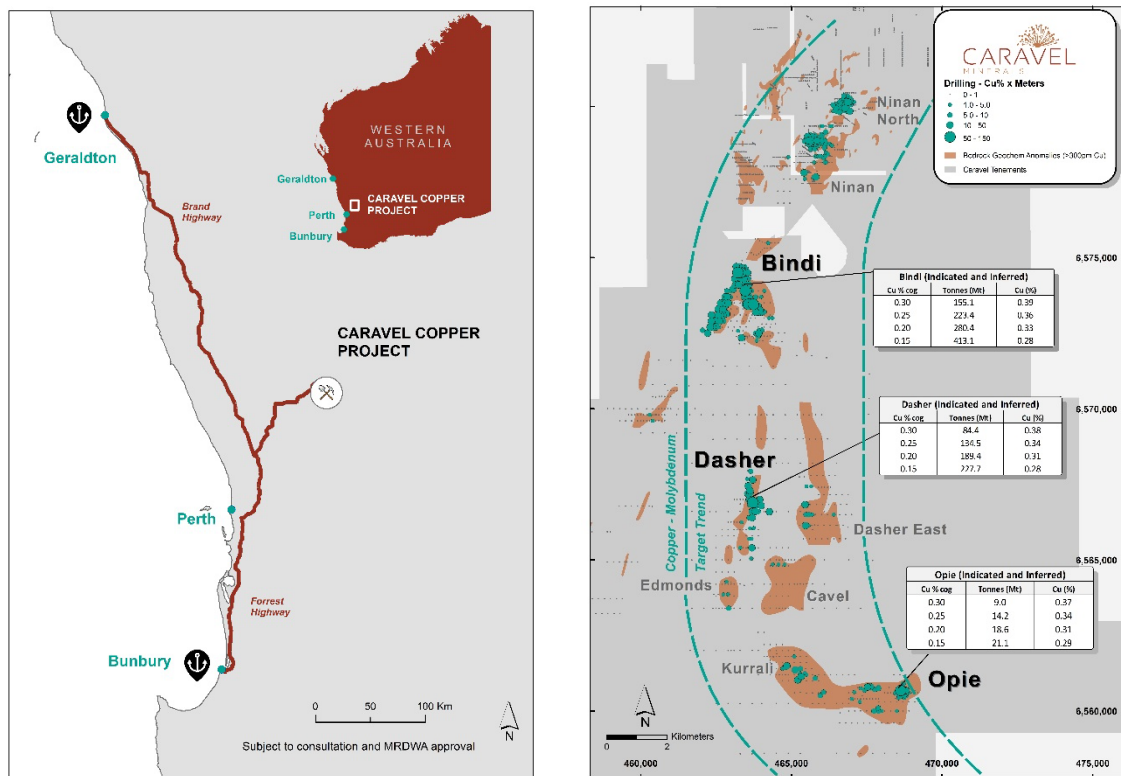 Geraldton
Brand
Highway
WESTERN
AUSTRALIA
Geraldton
Perth
Bunbury
CARAVEL COPPER
PROJECT
CARAVEL COPPER
PROJECT
Perth
Forrest
Highway
Bunbury
0 50 100 Km
N
Subject to consultation and MRDWA approval
CARAVEL
MINERALS
Drilling - Cu% x Meters
0 - 1
1.0 - 5.0
5.0 - 10
10 - 50
50 - 150
Bedrock Geochem Anomalies (>300pm Cu)
Caravel Tenements
Ninan
North
Ninan
6,575,000
Bindi
Bindi (Indicated and Inferred)
Cu % cog Tonnes (Mt) Cu (%)
0.30 155.1 0.39
0.25 223.4 0.36
0.20 280.4 0.33
0.15 413.1 0.28
6,570,000
Dasher
Dasher (Indicated and Inferred)
Cu % cog Tonnes (Mt) Cu (%)
0.30 84.4 0.38
0.25 134.5 0.34
0.20 189.4 0.31
0.15 227.7 0.28
Copper - Molybdenum
Target Trend
Dasher East
6,565,000
Edmonds
Cavel
Opie (Indicated and Inferred)
Cu % cog Tonnes (Mt) Cu (%)
0.30 9.0 0.37
0.25 14.2 0.34
0.20 18.6 0.31
0.15 21.1 0.29
Kurrali
Opie
6,560,000
N
Kilometers
0 2
460,000 465,000 470,000 475,000